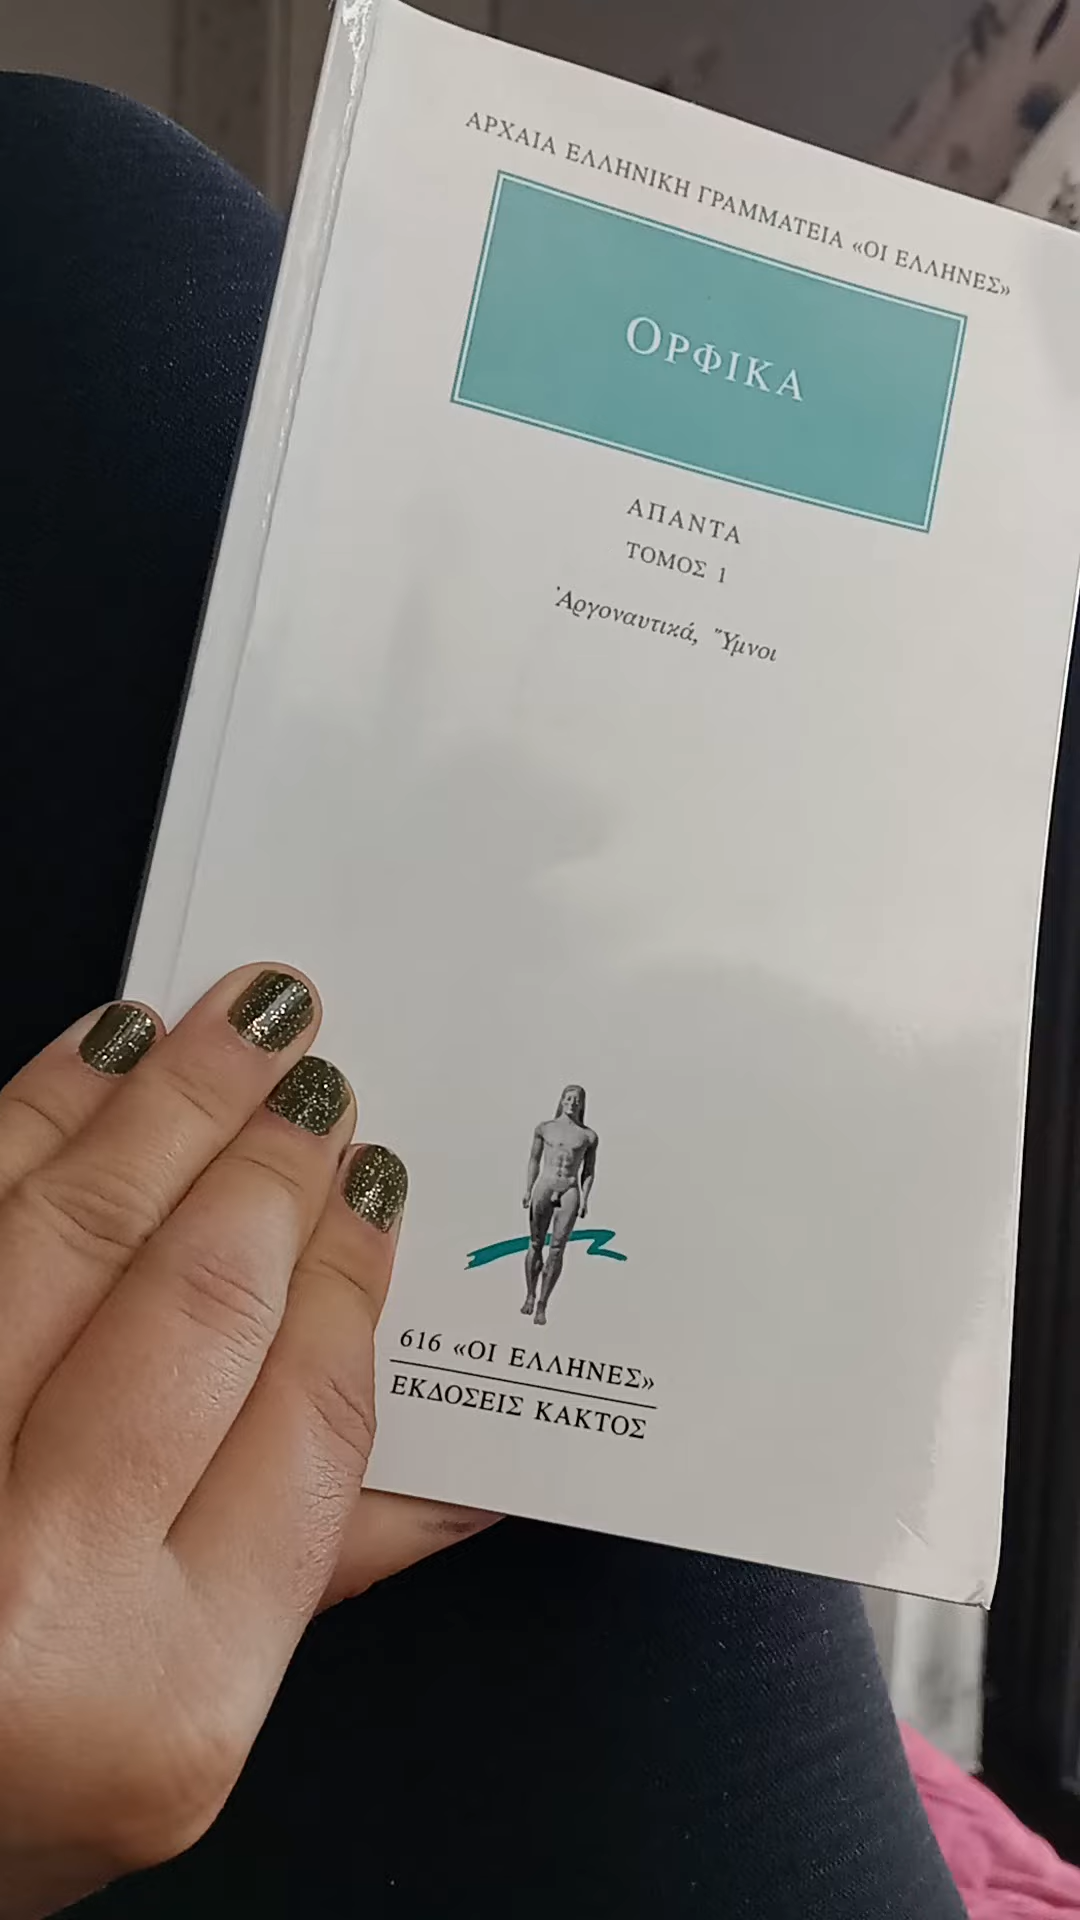 ΑΡΧΑΙΑ ΕΛΛΗΝΙΚΗ ΓΡΑΜΜΑΤΕΙΑ «ΟΙ ΕΛΛΗΝΕΣ»
ΟΡΦΙΚΑ
ΑΠΑΝΤΑ
ΤΟΜΟΣ 1
Ἀργοναυτικά, Ὕμνοι
616 «ΟΙ ΕΛΛΗΝΕΣ»
ΕΚΔΟΣΕΙΣ ΚΑΚΤΟΣ